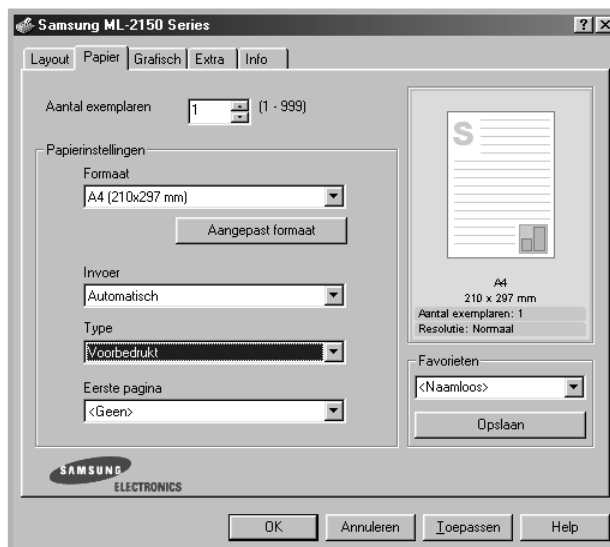 Samsung ML-2150 Series
Layout Papier Grafisch Extra Info
Aantal exemplaren 1 (1 - 999)
Papierinstellingen
Formaat
A4 (210x297 mm)
Aangepast formaat
Invoer
Automatisch
Type
Voorbedrukt
Eerste pagina
<Geen>
S
A4
210 x 297 mm
Aantal exemplaren: 1
Resolutie: Normaal
Favorieten
<Naamloos>
Opslaan
SAMSUNG
ELECTRONICS
OK Annuleren Toepassen Help